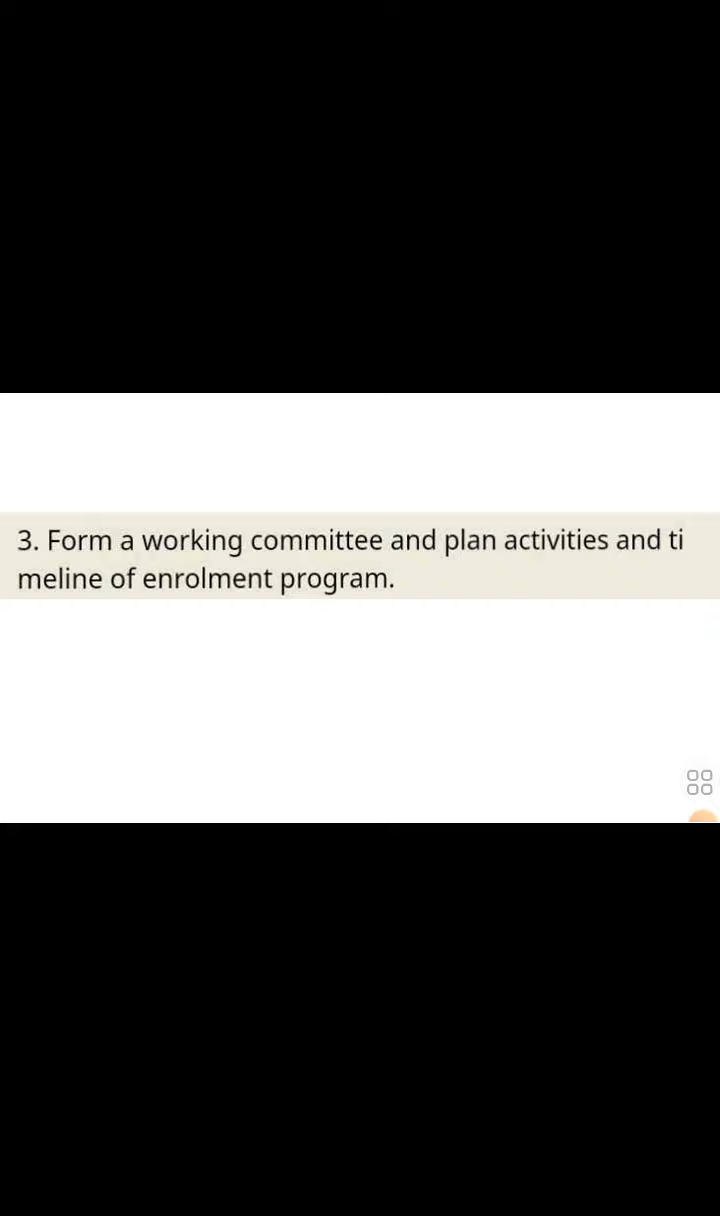 3. Form a working committee and plan activities and ti
meline of enrolment program.